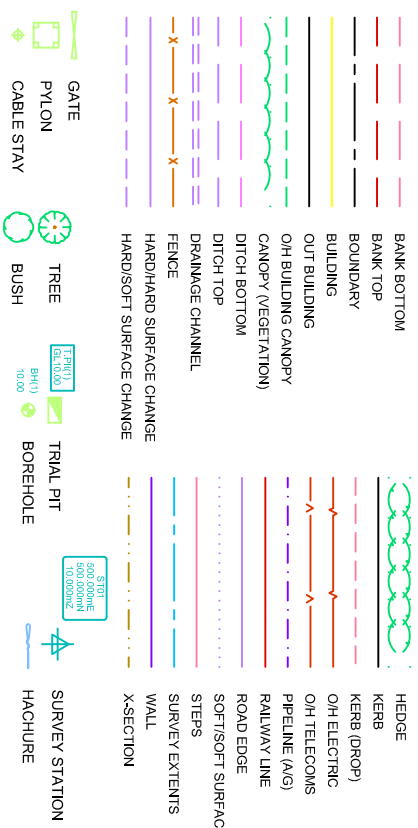 BANK BOTTOM
BANK TOP
BOUNDARY
BUILDING
OUT BUILDING
O/H BUILDING CANOPY
CANOPY (VEGETATION)
DITCH BOTTOM
DITCH TOP
DRAINAGE CHANNEL
FENCE
HARD/HARD SURFACE CHANGE
HARD/SOFT SURFACE CHANGE
HEDGE
KERB
KERB (DROP)
O/H ELECTRIC
O/H TELECOMS
PIPELINE (A/G)
RAILWAY LINE
ROAD EDGE
SOFT/SOFT SURFAC
STEPS
SURVEY EXTENTS
WALL
X-SECTION
GATE
PYLON
CABLE STAY
TREE
BUSH
T.Pit(1)
GL10.00
TRIAL PIT
BH(1)
10.00
BOREHOLE
ST01
500.000mE
500.000mN
10.000mZ
SURVEY STATION
HACHURE